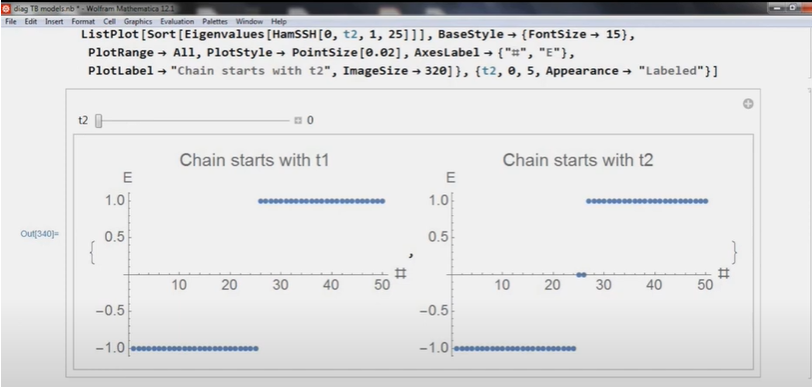 diag TB models.nb * - Wolfram Mathematica 12.1
File Edit Insert Format Cell Graphics Evaluation Palettes Window Help
ListPlot[Sort[Eigenvalues[HamSSH[0, t2, 1, 25]]], BaseStyle → {FontSize → 15},
PlotRange → All, PlotStyle → PointSize[0.02], AxesLabel → {"#", "E"},
PlotLabel → "Chain starts with t2", ImageSize → 320]}, {t2, 0, 5, Appearance → "Labeled"}]
t2 0
Out[340]=
{
Chain starts with t1
E
1.0
0.5
-0.5
-1.0
10 20 30 40 50 #
,
Chain starts with t2
E
1.0
0.5
-0.5
-1.0
10 20 30 40 50 #
}